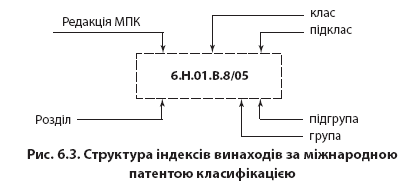 клас
Редакція МПК
підклас
6.H.01.B.8/05
Розділ
підгрупа
група
Рис. 6.3. Структура індексів винаходів за міжнародною
патентою класифікацією